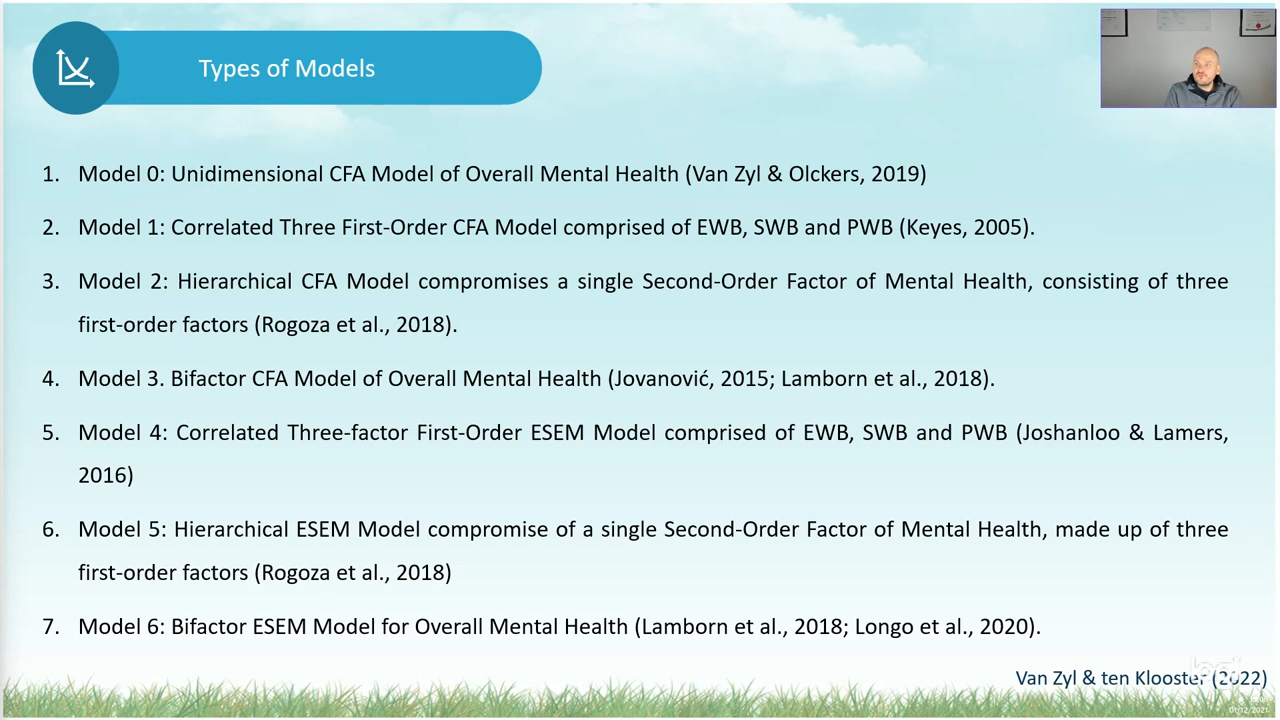 Types of Models
1. Model 0: Unidimensional CFA Model of Overall Mental Health (Van Zyl & Olckers, 2019)
2. Model 1: Correlated Three First-Order CFA Model comprised of EWB, SWB and PWB (Keyes, 2005).
3. Model 2: Hierarchical CFA Model compromises a single Second-Order Factor of Mental Health, consisting of three
first-order factors (Rogoza et al., 2018).
4. Model 3. Bifactor CFA Model of Overall Mental Health (Jovanović, 2015; Lamborn et al., 2018).
5. Model 4: Correlated Three-factor First-Order ESEM Model comprised of EWB, SWB and PWB (Joshanloo & Lamers,
2016)
6. Model 5: Hierarchical ESEM Model compromise of a single Second-Order Factor of Mental Health, made up of three
first-order factors (Rogoza et al., 2018)
7. Model 6: Bifactor ESEM Model for Overall Mental Health (Lamborn et al., 2018; Longo et al., 2020).
Van Zyl & ten Klooster (2022)
01/12/2021